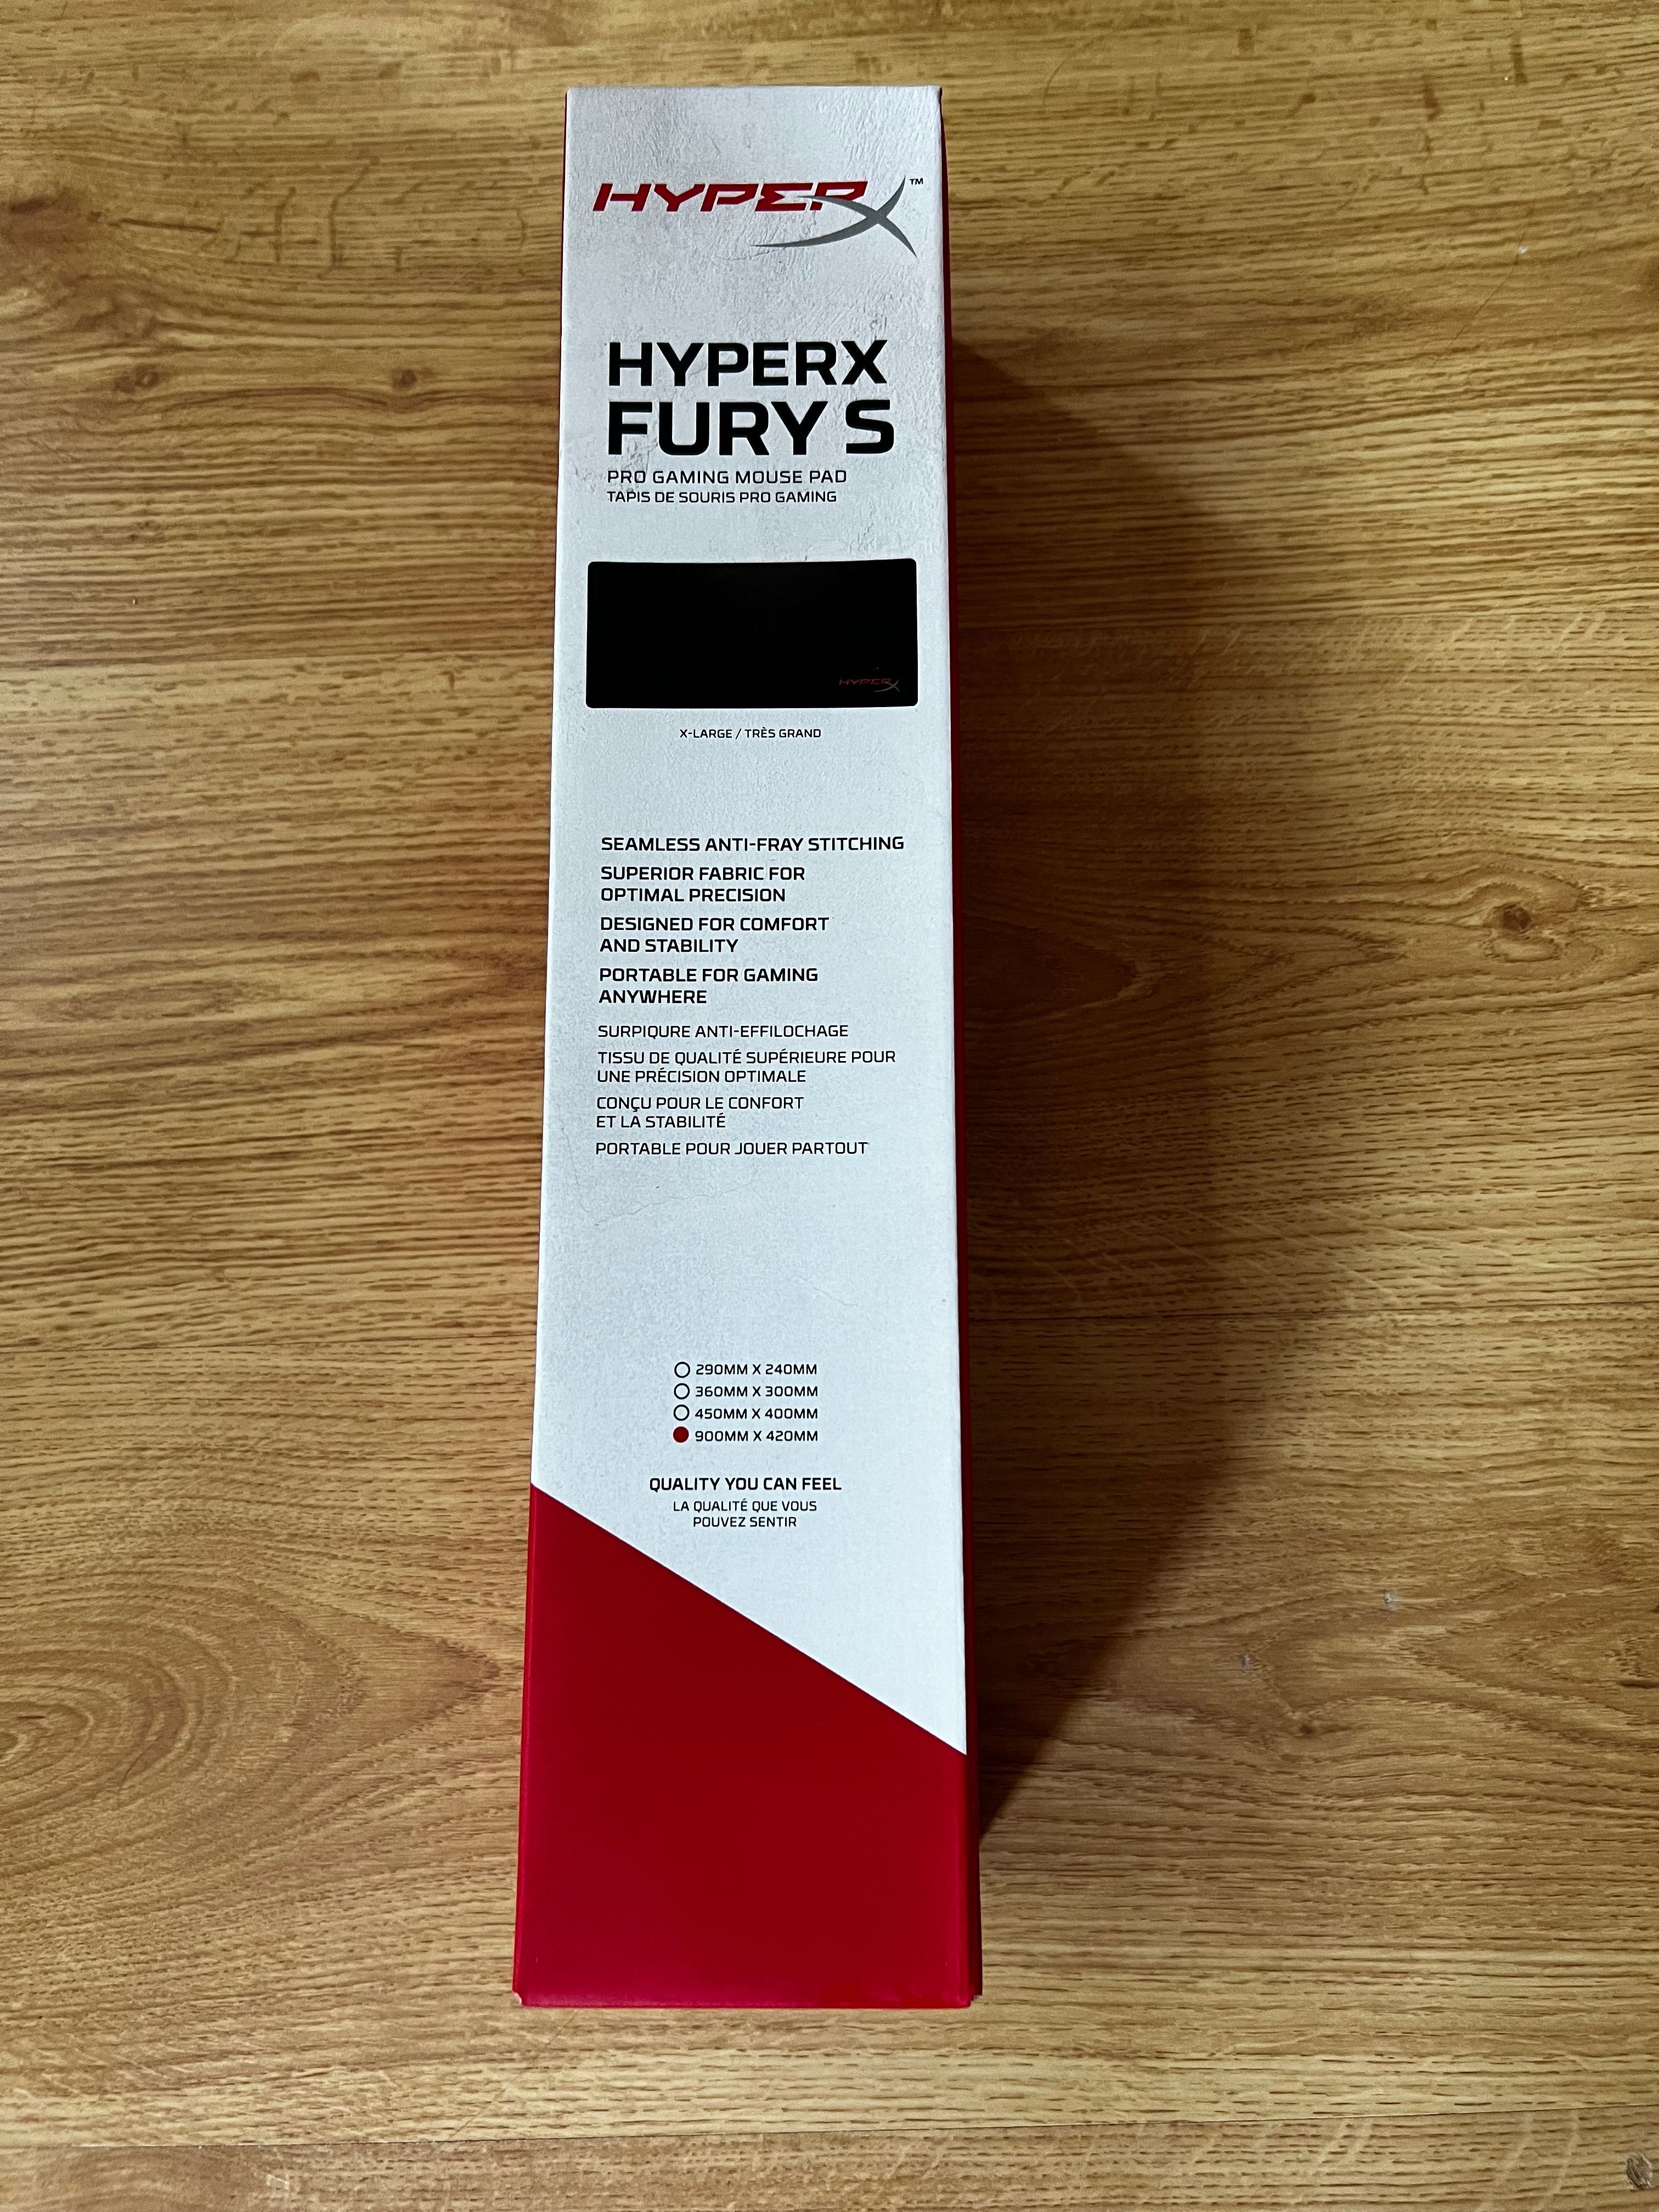 HYPERX™
HYPERX
FURY S
PRO GAMING MOUSE PAD
TAPIS DE SOURIS PRO GAMING
HYPERX
X-LARGE / TRÈS GRAND
SEAMLESS ANTI-FRAY STITCHING
SUPERIOR FABRIC FOR
OPTIMAL PRECISION
DESIGNED FOR COMFORT
AND STABILITY
PORTABLE FOR GAMING
ANYWHERE
SURPIQURE ANTI-EFFILOCHAGE
TISSU DE QUALITÉ SUPÉRIEURE POUR
UNE PRÉCISION OPTIMALE
CONÇU POUR LE CONFORT
ET LA STABILITÉ
PORTABLE POUR JOUER PARTOUT
290MM X 240MM
360MM X 300MM
450MM X 400MM
900MM X 420MM
QUALITY YOU CAN FEEL
LA QUALITÉ QUE VOUS
POUVEZ SENTIR